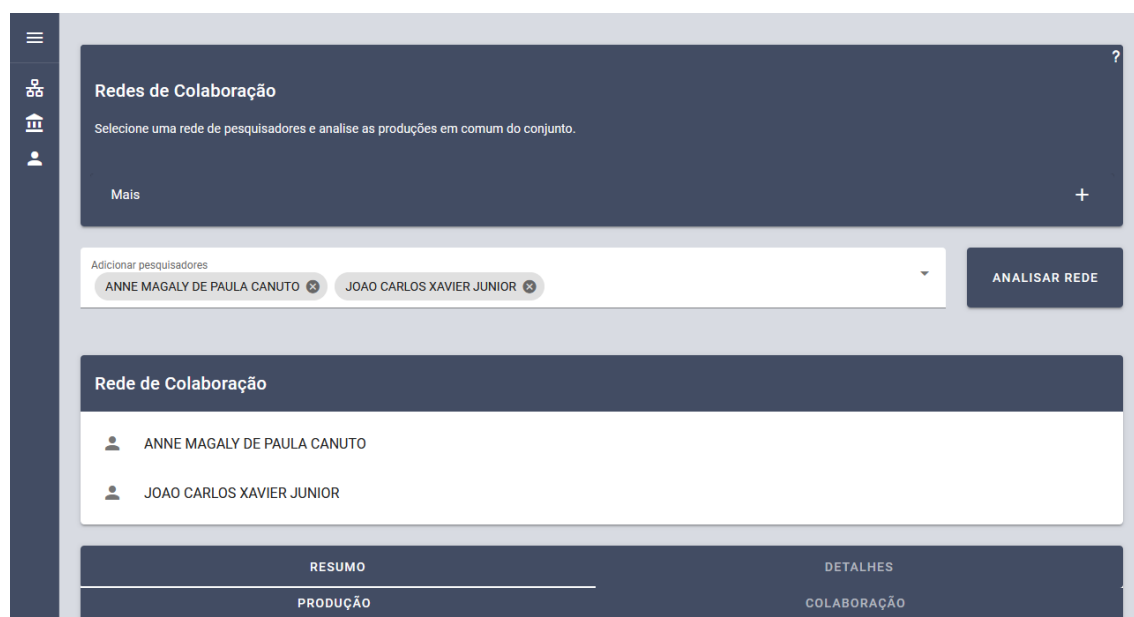 ?
Redes de Colaboração
Selecione uma rede de pesquisadores e analise as produções em comum do conjunto.
Mais
Adicionar pesquisadores
ANNE MAGALY DE PAULA CANUTO JOAO CARLOS XAVIER JUNIOR
ANALISAR REDE
Rede de Colaboração
ANNE MAGALY DE PAULA CANUTO
JOAO CARLOS XAVIER JUNIOR
RESUMO DETALHES
PRODUÇÃO COLABORAÇÃO